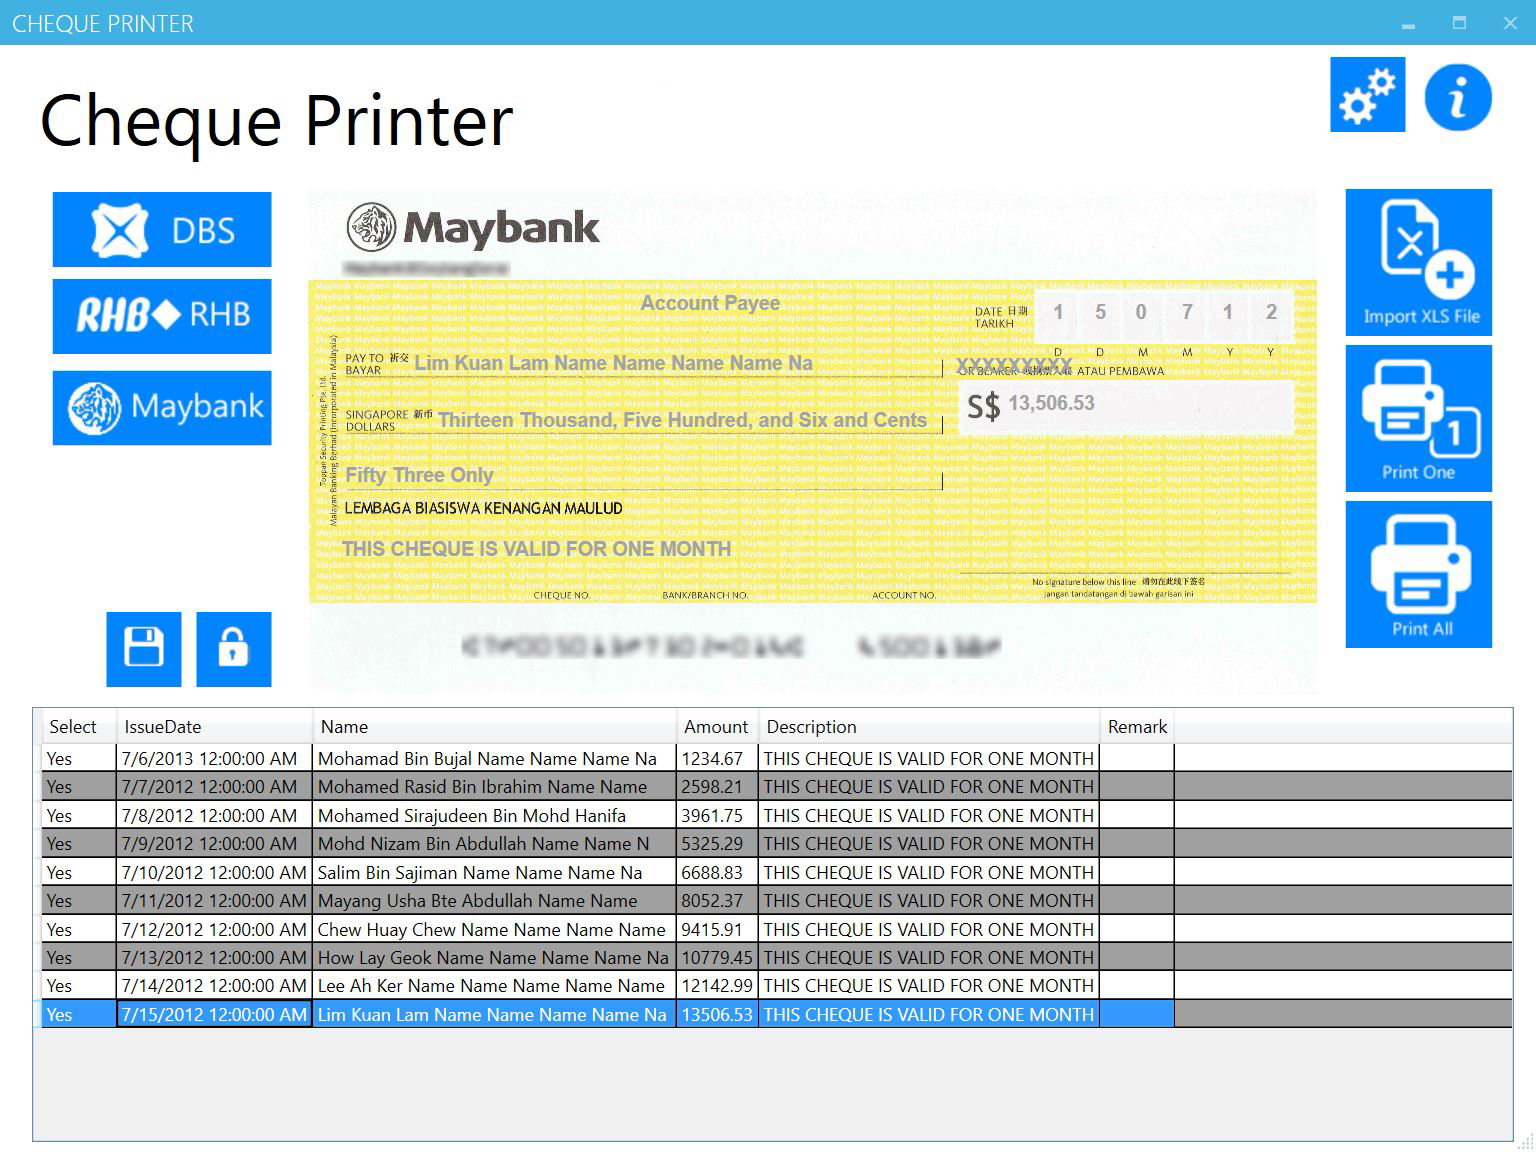 CHEQUE PRINTER
Cheque Printer
DBS
RHB RHB
Maybank
Maybank
Account Payee
DATE 日期
TARIKH
1 5 0 7 1 2
D D M M Y Y
PAY TO 祈交
BAYAR
Lim Kuan Lam Name Name Name Name Na
XXXXXXXXX
OR BEARER 或携票人祈 ATAU PEMBAWA
SINGAPORE 新币
DOLLARS
Thirteen Thousand, Five Hundred, and Six and Cents
S$ 13,506.53
Fifty Three Only
LEMBAGA BIASISWA KENANGAN MAULUD
THIS CHEQUE IS VALID FOR ONE MONTH
Toppan Security Printing Pte. Ltd.
Malayan Banking Berhad (Incorporated in Malaysia)
No signature below this line 请勿在此线下签名
Jangan tandatangan di bawah garisan ini
CHEQUE NO. BANK/BRANCH NO. ACCOUNT NO.
Import XLS File
1
Print One
Print All
Select IssueDate Name Amount Description Remark
Yes 7/6/2013 12:00:00 AM Mohamad Bin Bujal Name Name Name Na 1234.67 THIS CHEQUE IS VALID FOR ONE MONTH
Yes 7/7/2012 12:00:00 AM Mohamed Rasid Bin Ibrahim Name Name 2598.21 THIS CHEQUE IS VALID FOR ONE MONTH
Yes 7/8/2012 12:00:00 AM Mohamed Sirajudeen Bin Mohd Hanifa 3961.75 THIS CHEQUE IS VALID FOR ONE MONTH
Yes 7/9/2012 12:00:00 AM Mohd Nizam Bin Abdullah Name Name N 5325.29 THIS CHEQUE IS VALID FOR ONE MONTH
Yes 7/10/2012 12:00:00 AM Salim Bin Sajiman Name Name Name Na 6688.83 THIS CHEQUE IS VALID FOR ONE MONTH
Yes 7/11/2012 12:00:00 AM Mayang Usha Bte Abdullah Name Name 8052.37 THIS CHEQUE IS VALID FOR ONE MONTH
Yes 7/12/2012 12:00:00 AM Chew Huay Chew Name Name Name Name 9415.91 THIS CHEQUE IS VALID FOR ONE MONTH
Yes 7/13/2012 12:00:00 AM How Lay Geok Name Name Name Name Na 10779.45 THIS CHEQUE IS VALID FOR ONE MONTH
Yes 7/14/2012 12:00:00 AM Lee Ah Ker Name Name Name Name Name 12142.99 THIS CHEQUE IS VALID FOR ONE MONTH
Yes 7/15/2012 12:00:00 AM Lim Kuan Lam Name Name Name Name Na 13506.53 THIS CHEQUE IS VALID FOR ONE MONTH